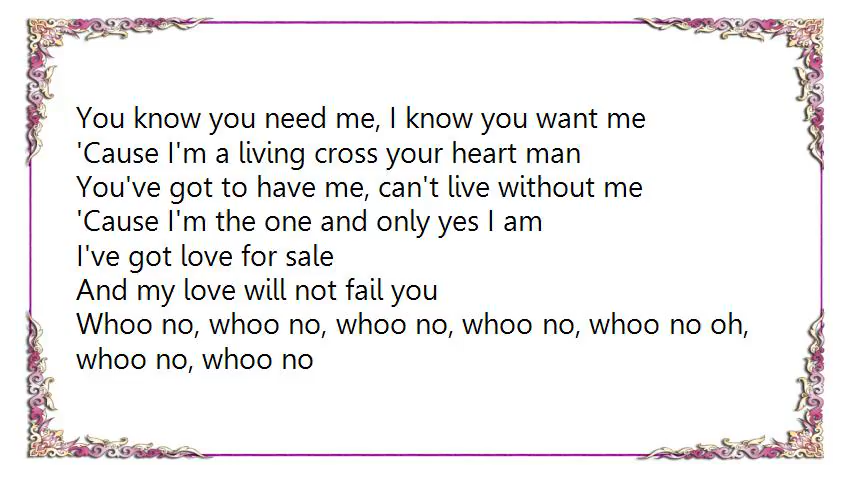 You know you need me, I know you want me
'Cause I'm a living cross your heart man
You've got to have me, can't live without me
'Cause I'm the one and only yes I am
I've got love for sale
And my love will not fail you
Whoo no, whoo no, whoo no, whoo no, whoo no oh,
whoo no, whoo no